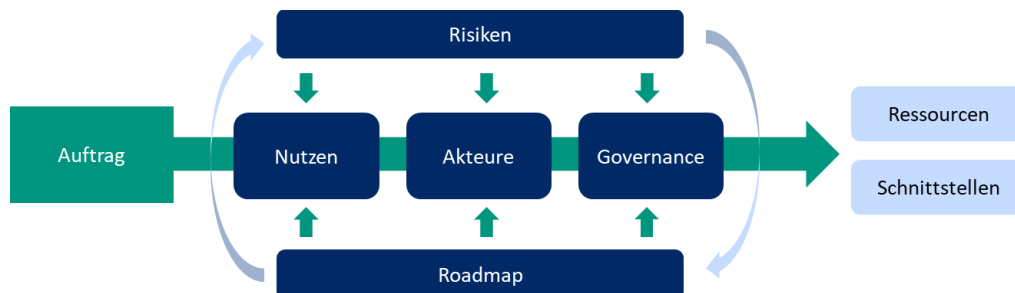 Risiken
Auftrag
Nutzen
Akteure
Governance
Ressourcen
Schnittstellen
Roadmap